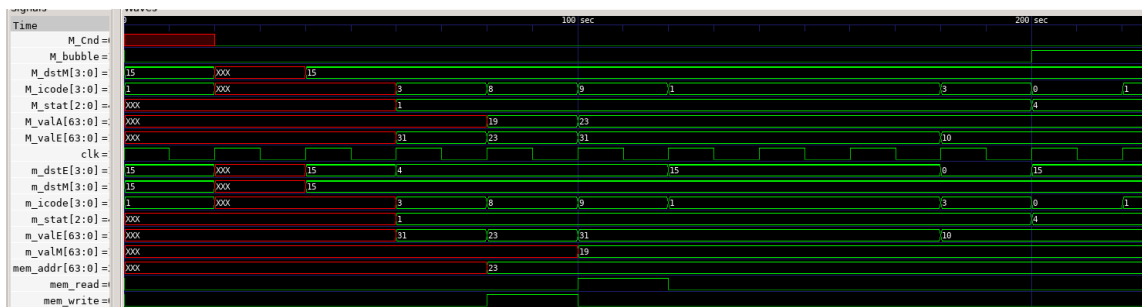 Signals
Waves
Time
0
100 sec
200 sec
M_Cnd =
M_bubble =
M_dstM[3:0] = 15 XXX 15
M_icode[3:0] = 1 XXX 3 8 9 1 3 0 1
M_stat[2:0] = XXX 1 4
M_valA[63:0] = XXX 19 23
M_valE[63:0] = XXX 31 23 31 10
clk =
m_dstE[3:0] = 15 XXX 15 4 15 0 15
m_dstM[3:0] = 15 XXX 15
m_icode[3:0] = 1 XXX 3 8 9 1 3 0 1
m_stat[2:0] = XXX 1 4
m_valE[63:0] = XXX 31 23 31 10
m_valM[63:0] = XXX 19
mem_addr[63:0] = XXX 23
mem_read =
mem_write =